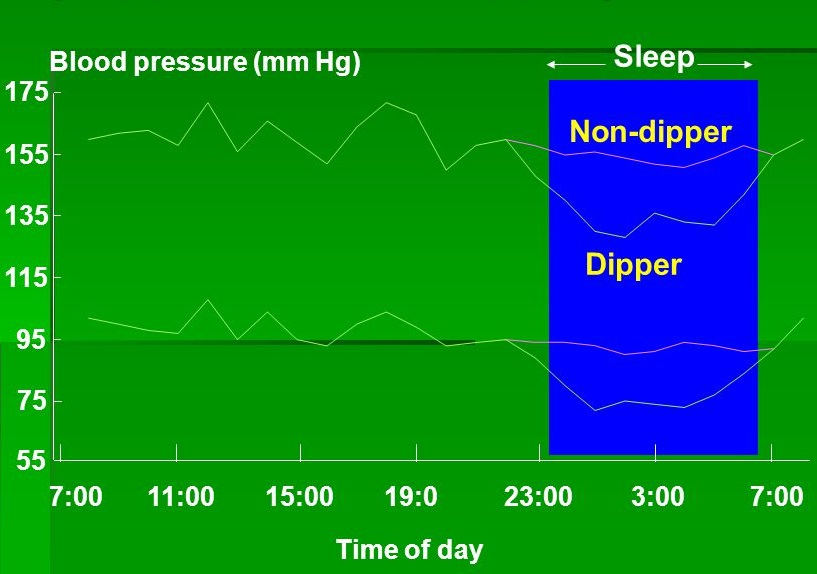 Sleep
Blood pressure (mm Hg)
175
Non-dipper
155
135
Dipper
115
95
75
55
7:00 11:00 15:00 19:0 23:00 3:00 7:00
Time of day